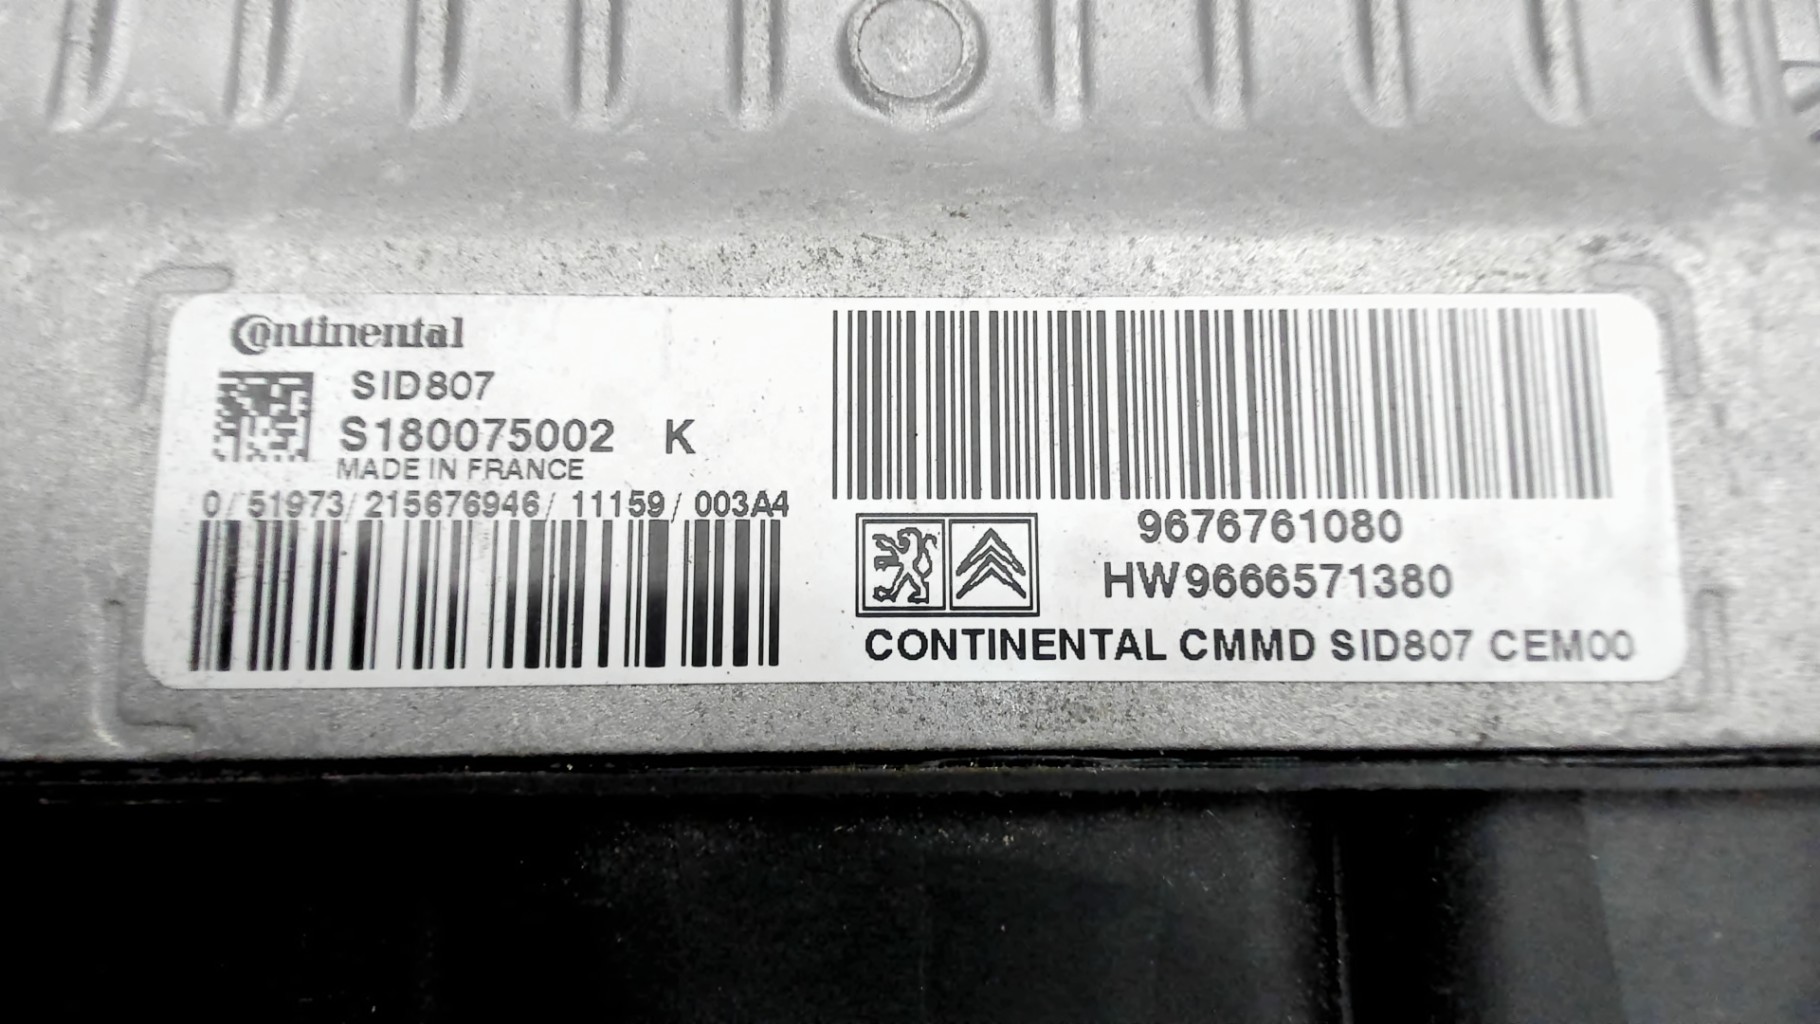 Continental
SID807
S180075002 K
MADE IN FRANCE
0/51973/215676946/11159/003A4
9676761080
HW9666571380
CONTINENTAL CMMD SID807 CEM00